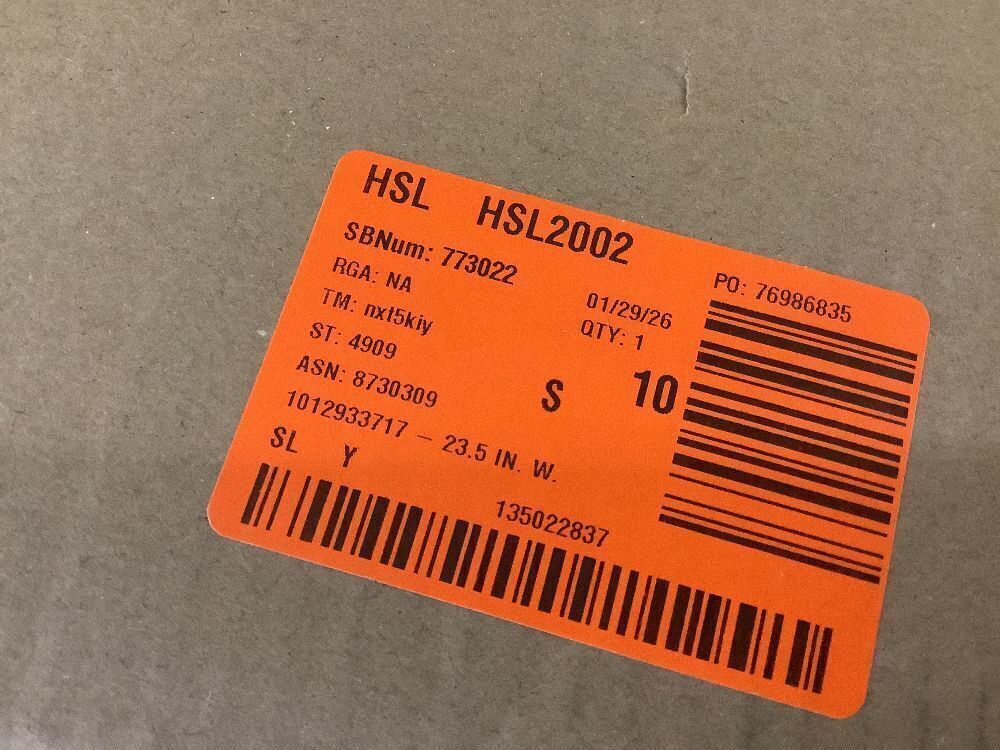 HSL HSL2002
SBNum: 773022
RGA: NA
TM: nxt5kiy
ST: 4909
ASN: 8730309
01/29/26
QTY: 1
S 10
PO: 76986835
1012933717 – 23.5 IN. W.
SL Y
135022837